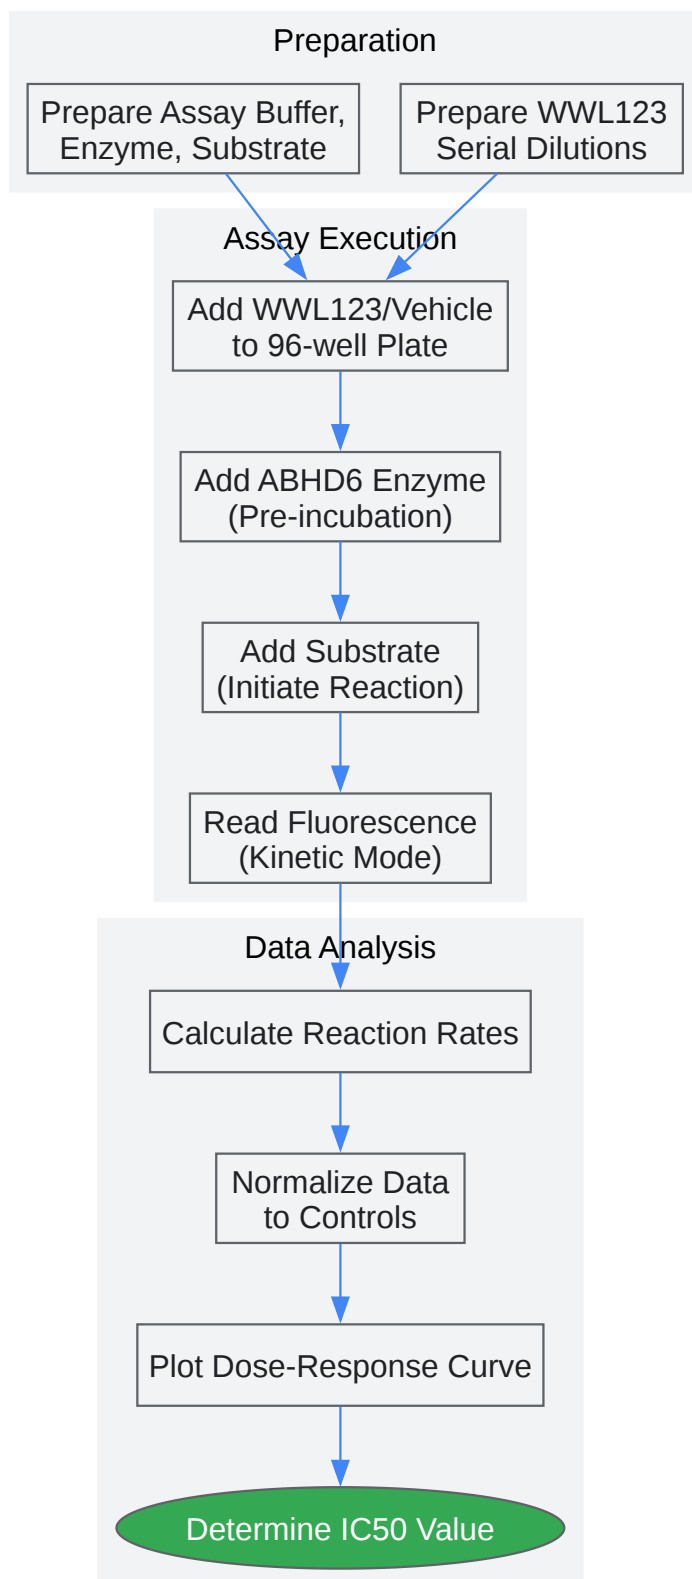 Preparation
Prepare Assay Buffer,
Enzyme, Substrate
Prepare WWL123
Serial Dilutions
Assay Execution
Add WWL123/Vehicle
to 96-well Plate
Add ABHD6 Enzyme
(Pre-incubation)
Add Substrate
(Initiate Reaction)
Read Fluorescence
(Kinetic Mode)
Data Analysis
Calculate Reaction Rates
Normalize Data
to Controls
Plot Dose-Response Curve
Determine IC50 Value